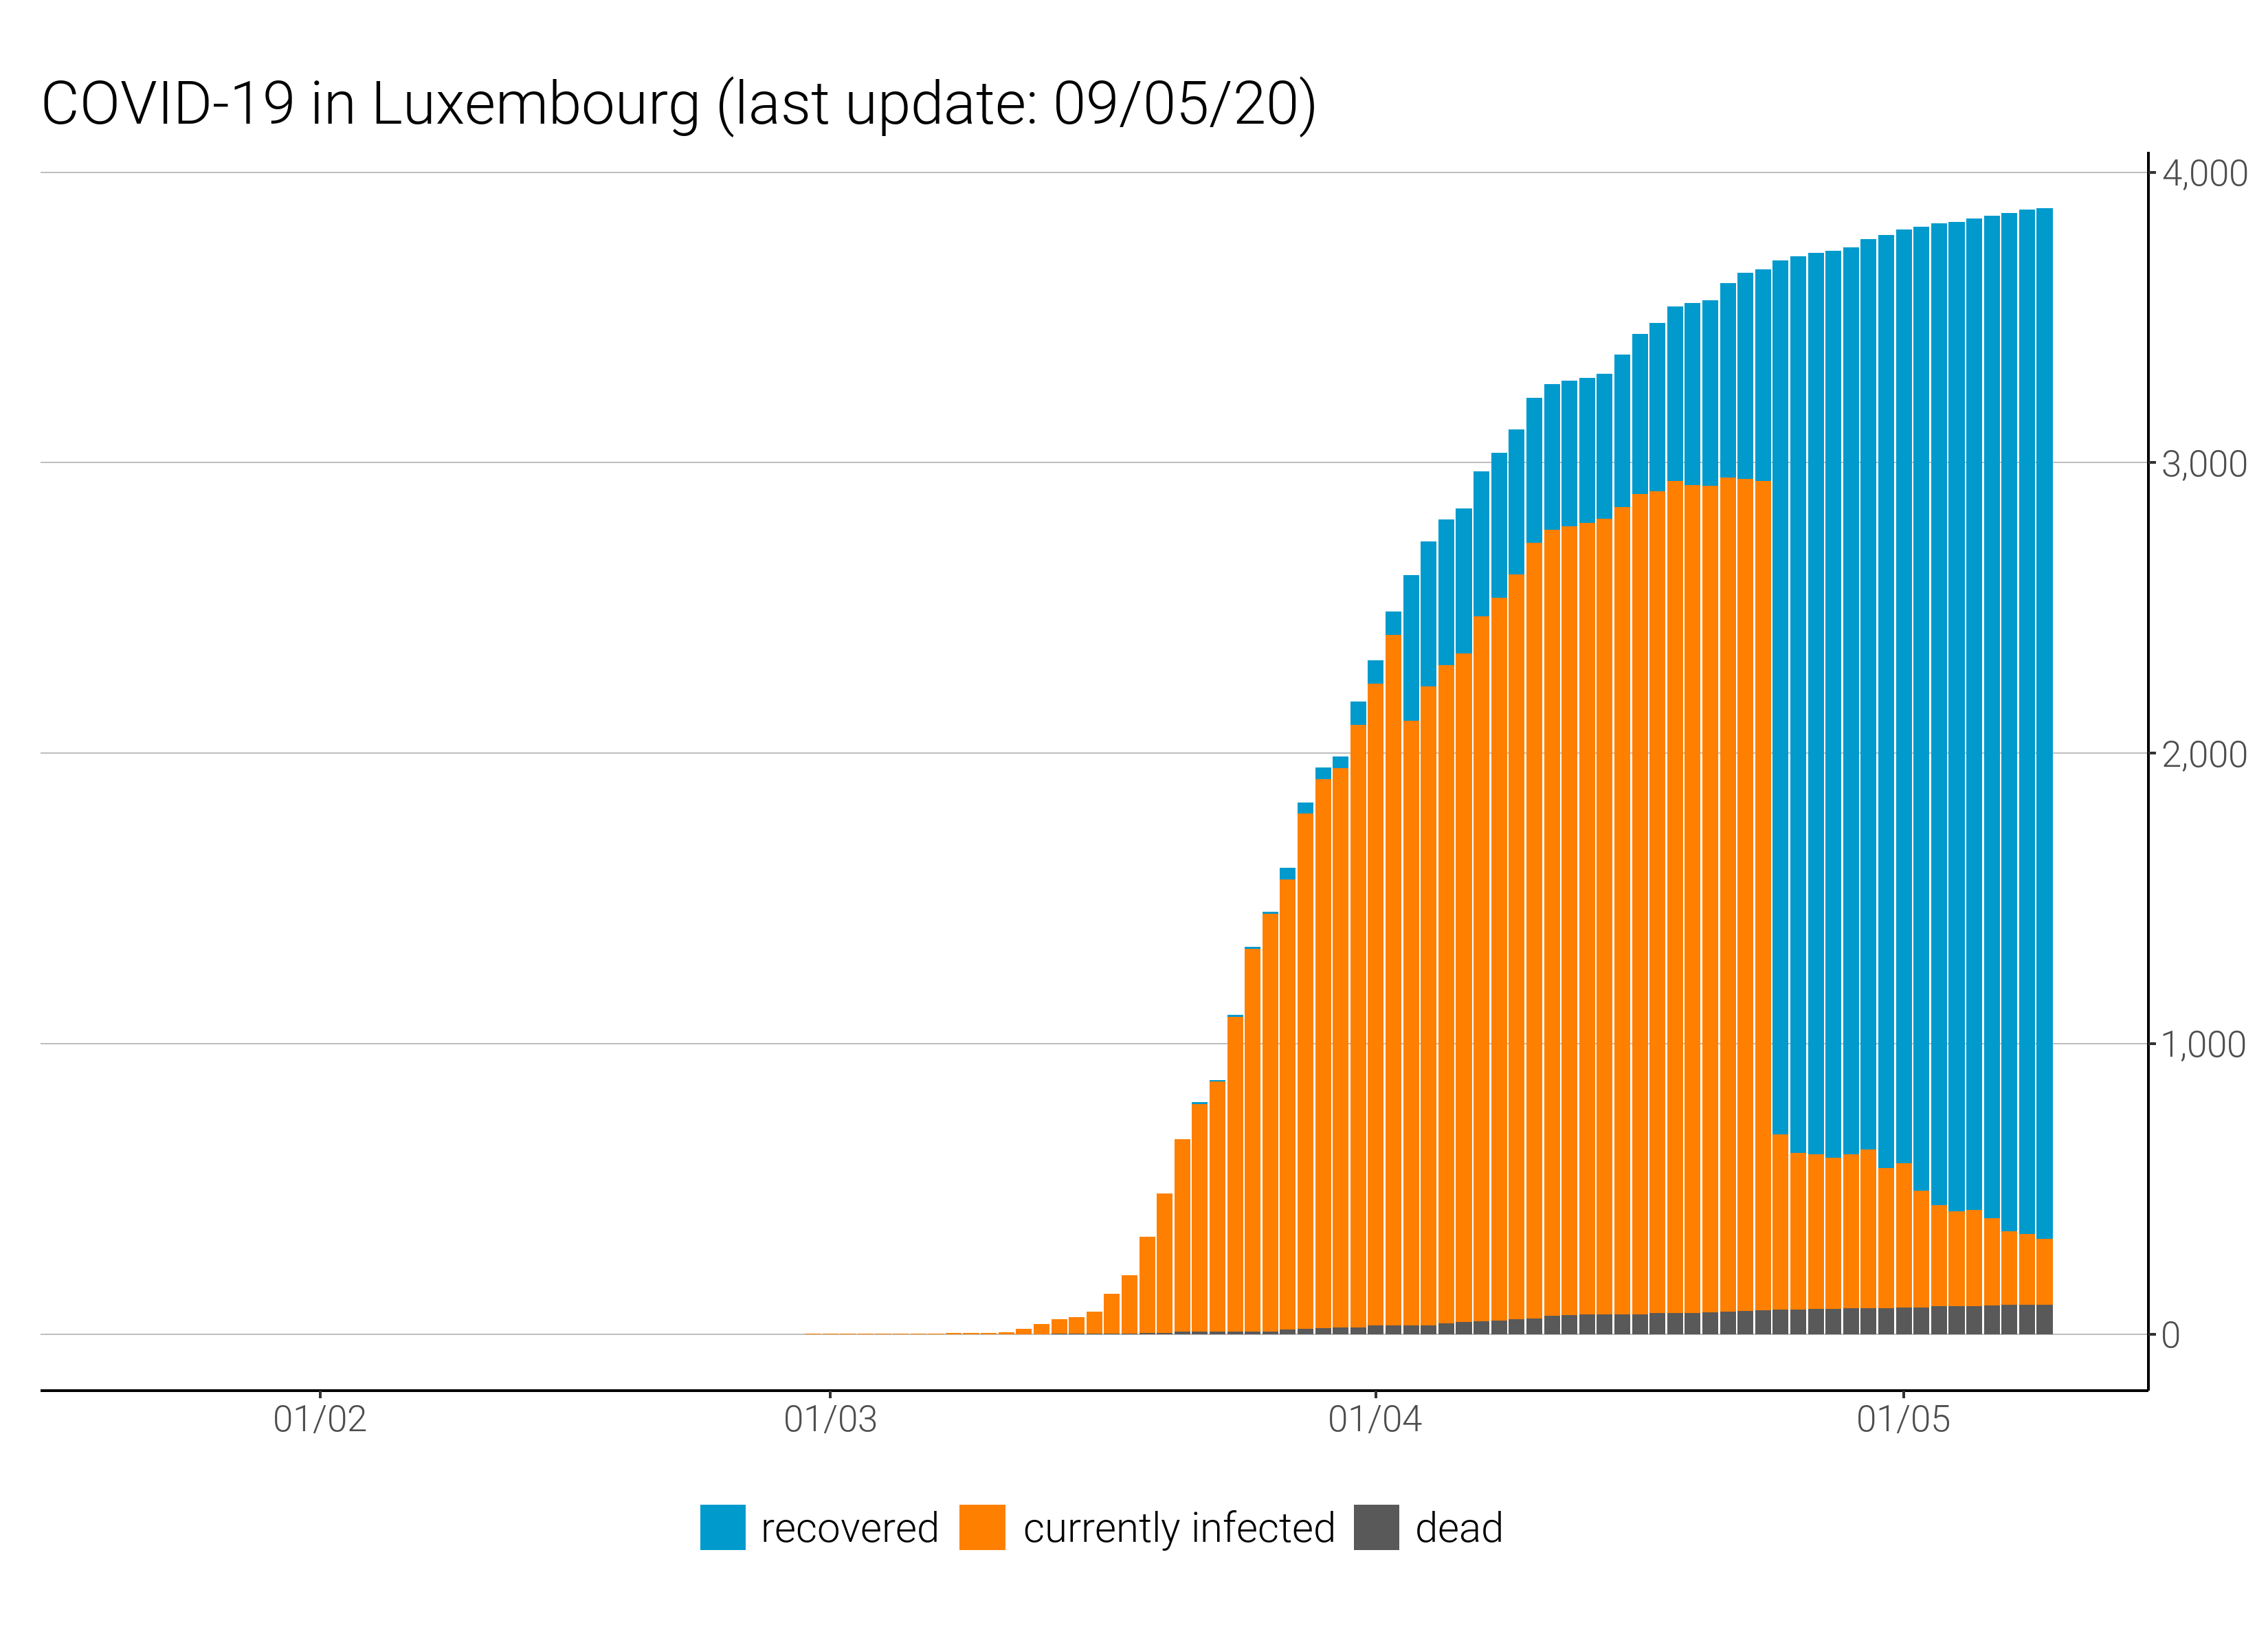 COVID-19 in Luxembourg (last update: 09/05/20)
4,000
3,000
2,000
1,000
0
01/02 01/03 01/04 01/05
recovered currently infected dead